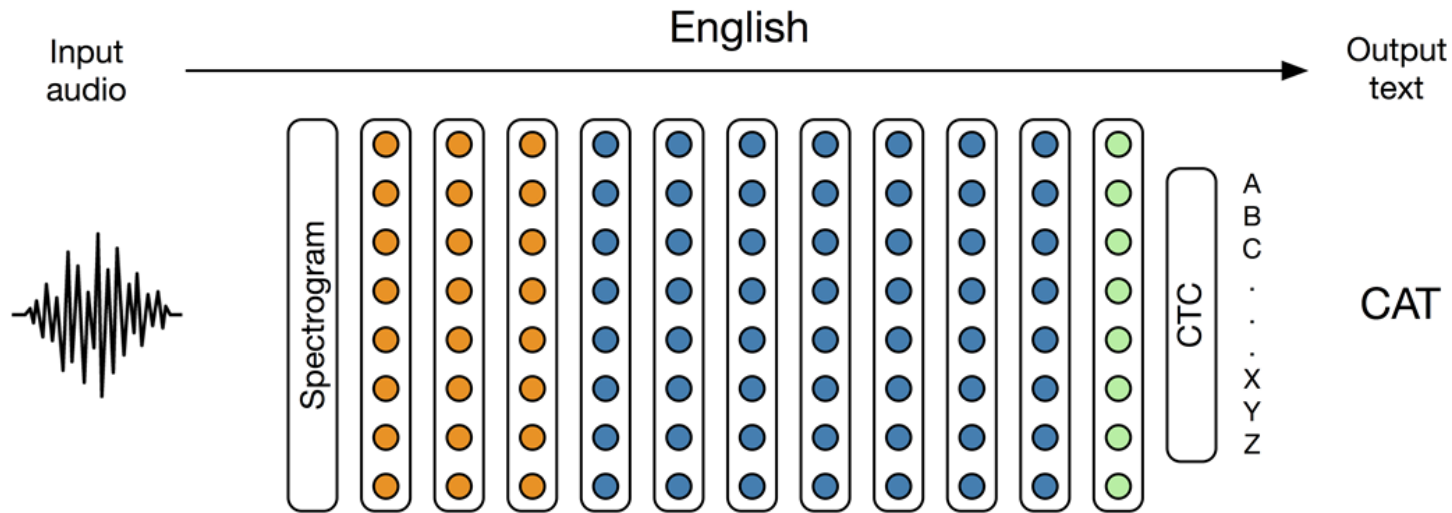 English
Input
audio
Output
text
Spectrogram
CTC
A
B
C
.
.
.
X
Y
Z
CAT